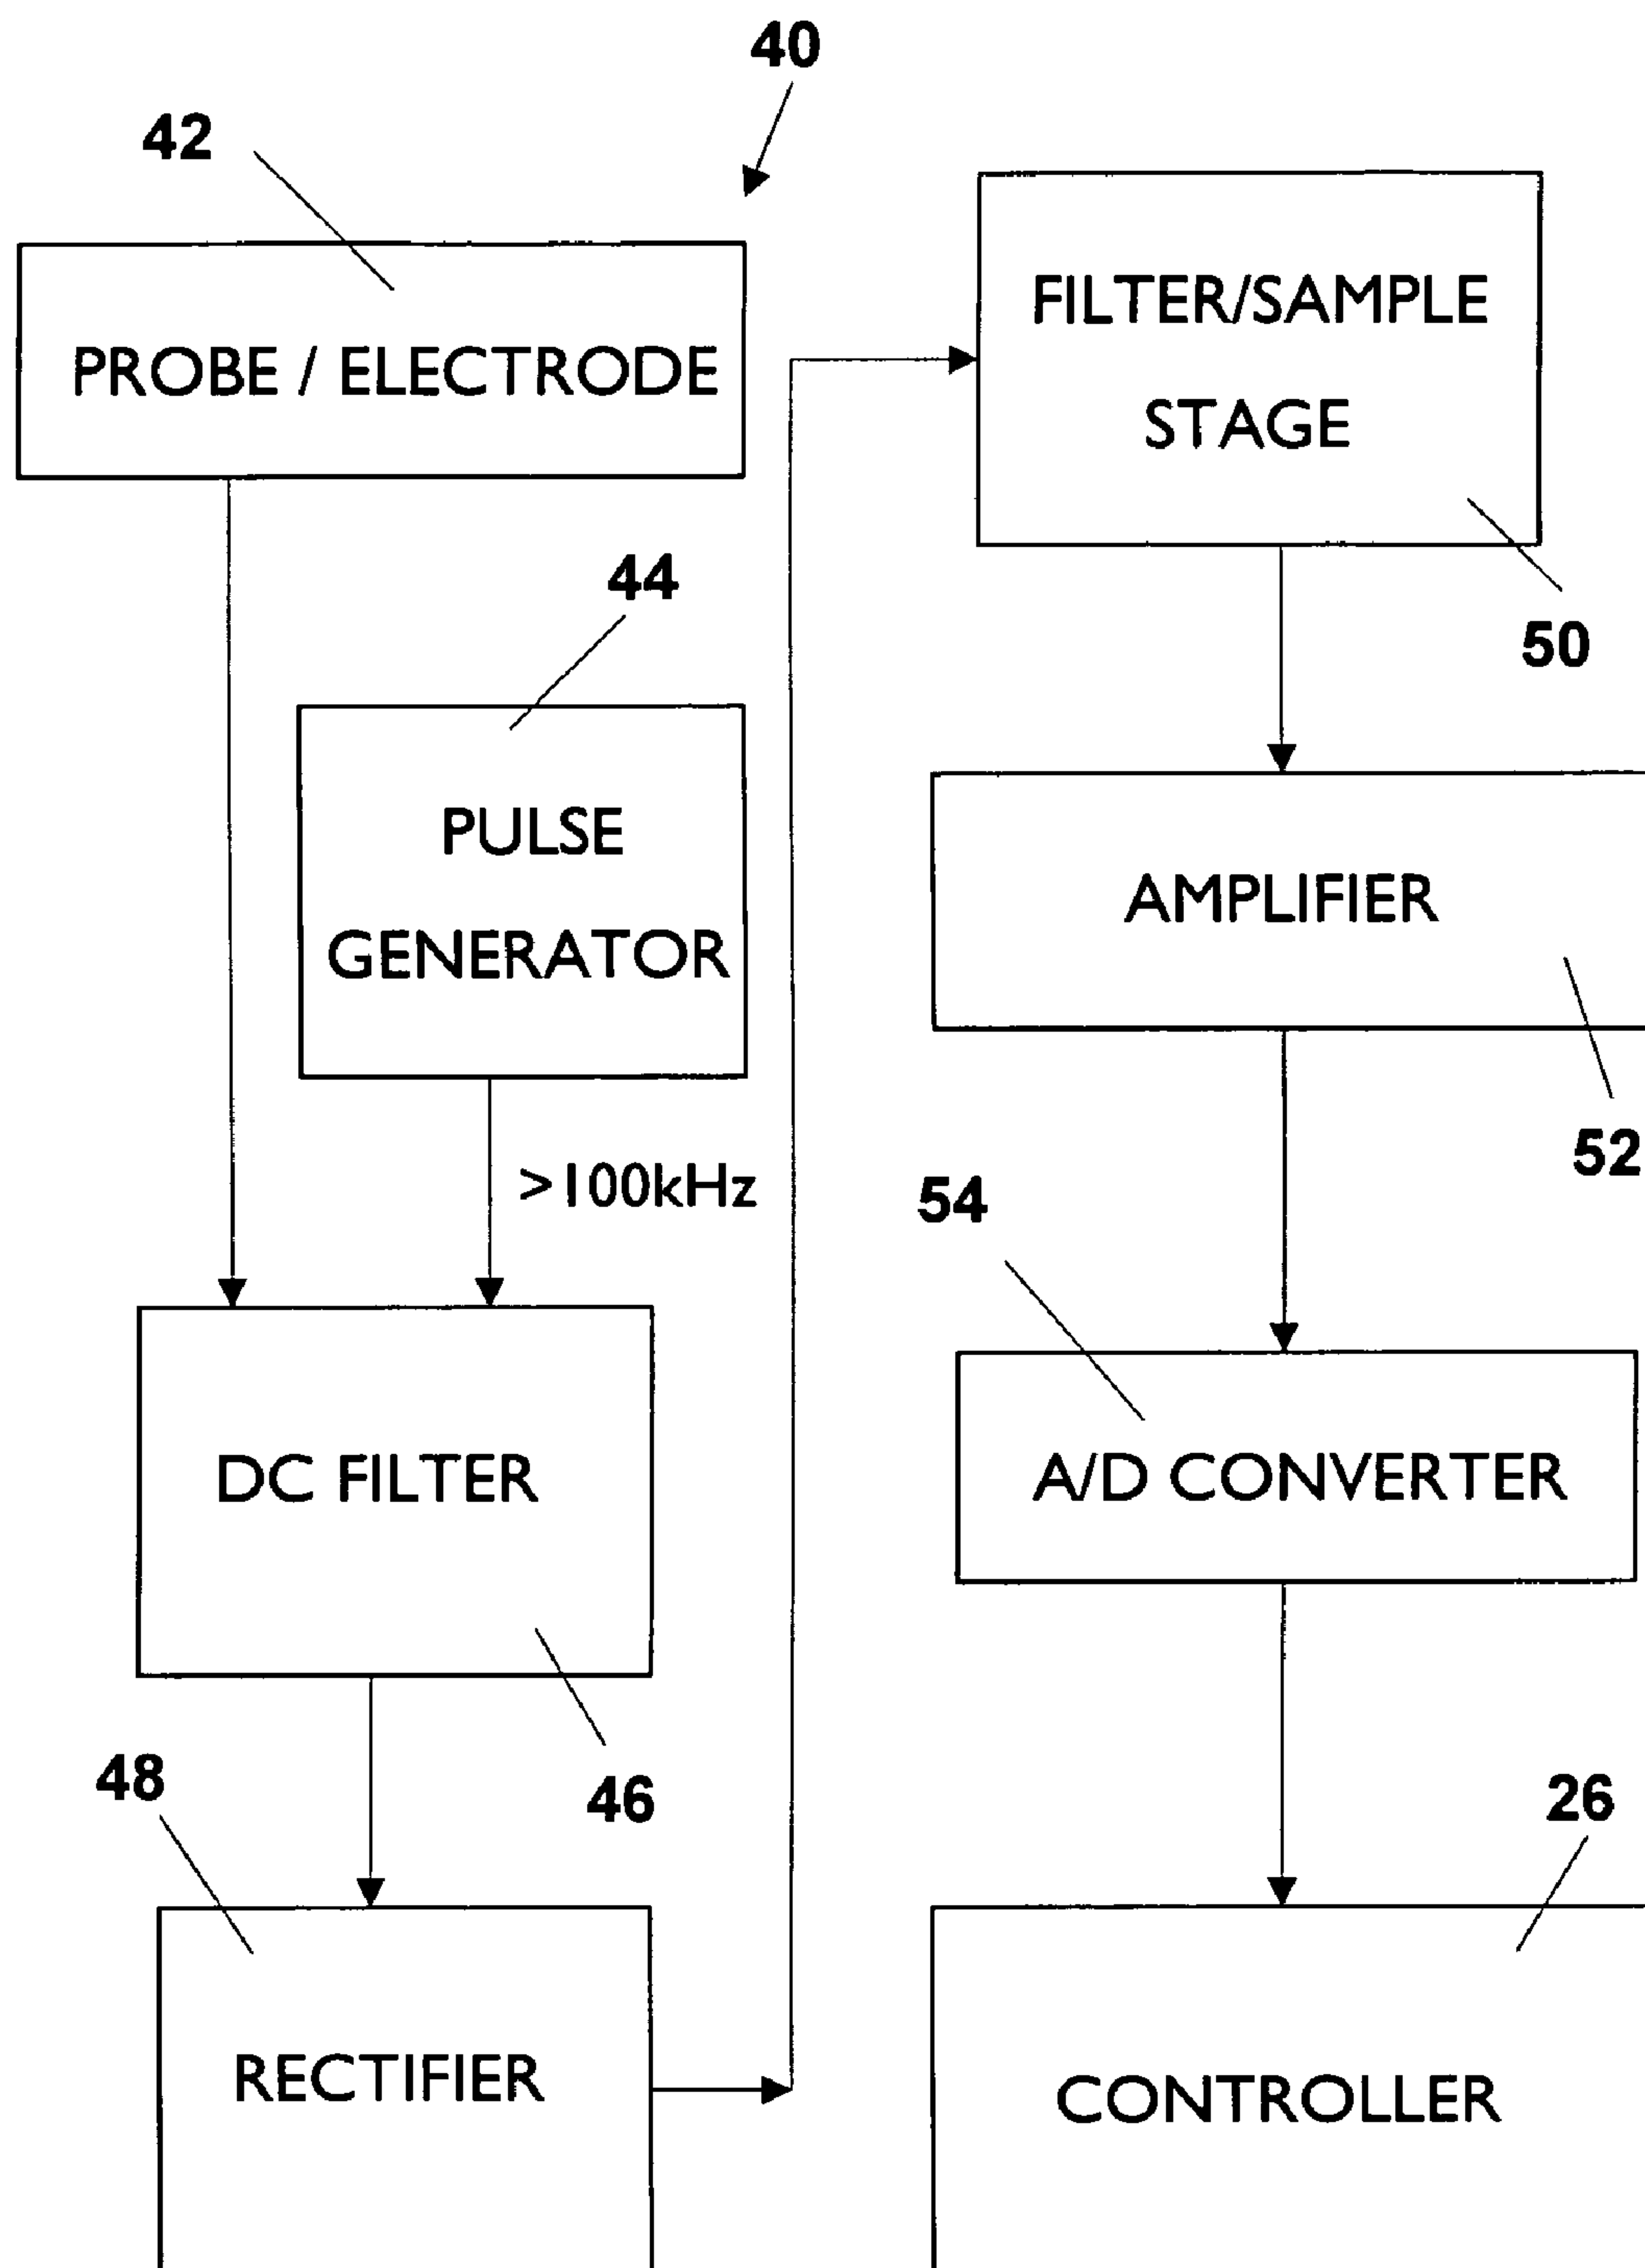 40
42
PROBE / ELECTRODE
44
PULSE
GENERATOR
>100kHz
DC FILTER
46
48
RECTIFIER
FILTER/SAMPLE
STAGE
50
AMPLIFIER
52
54
A/D CONVERTER
26
CONTROLLER